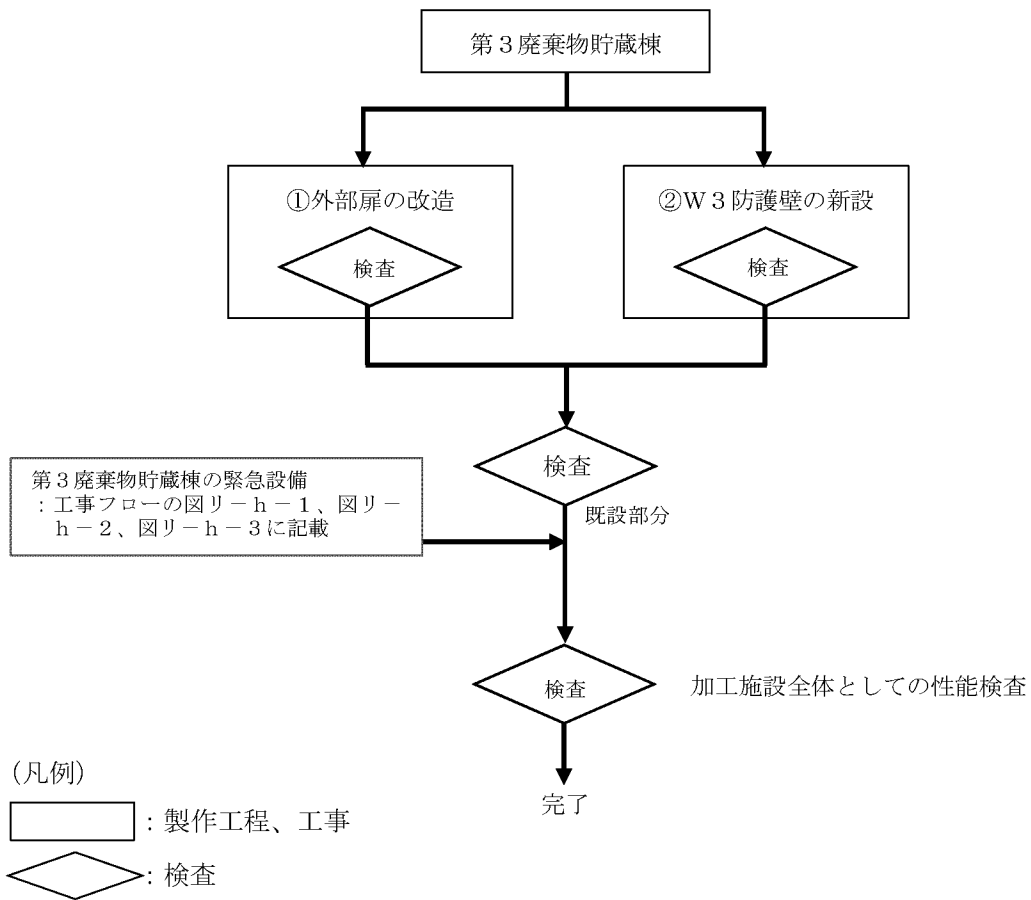 第３廃棄物貯蔵棟
①外部扉の改造
②Ｗ３防護壁の新設
検査
検査
検査
既設部分
第３廃棄物貯蔵棟の緊急設備
：工事フローの図リ－ｈ－１、図リ－
ｈ－２、図リ－ｈ－３に記載
検査
加工施設全体としての性能検査
完了
（凡例）
：製作工程、工事
：検査